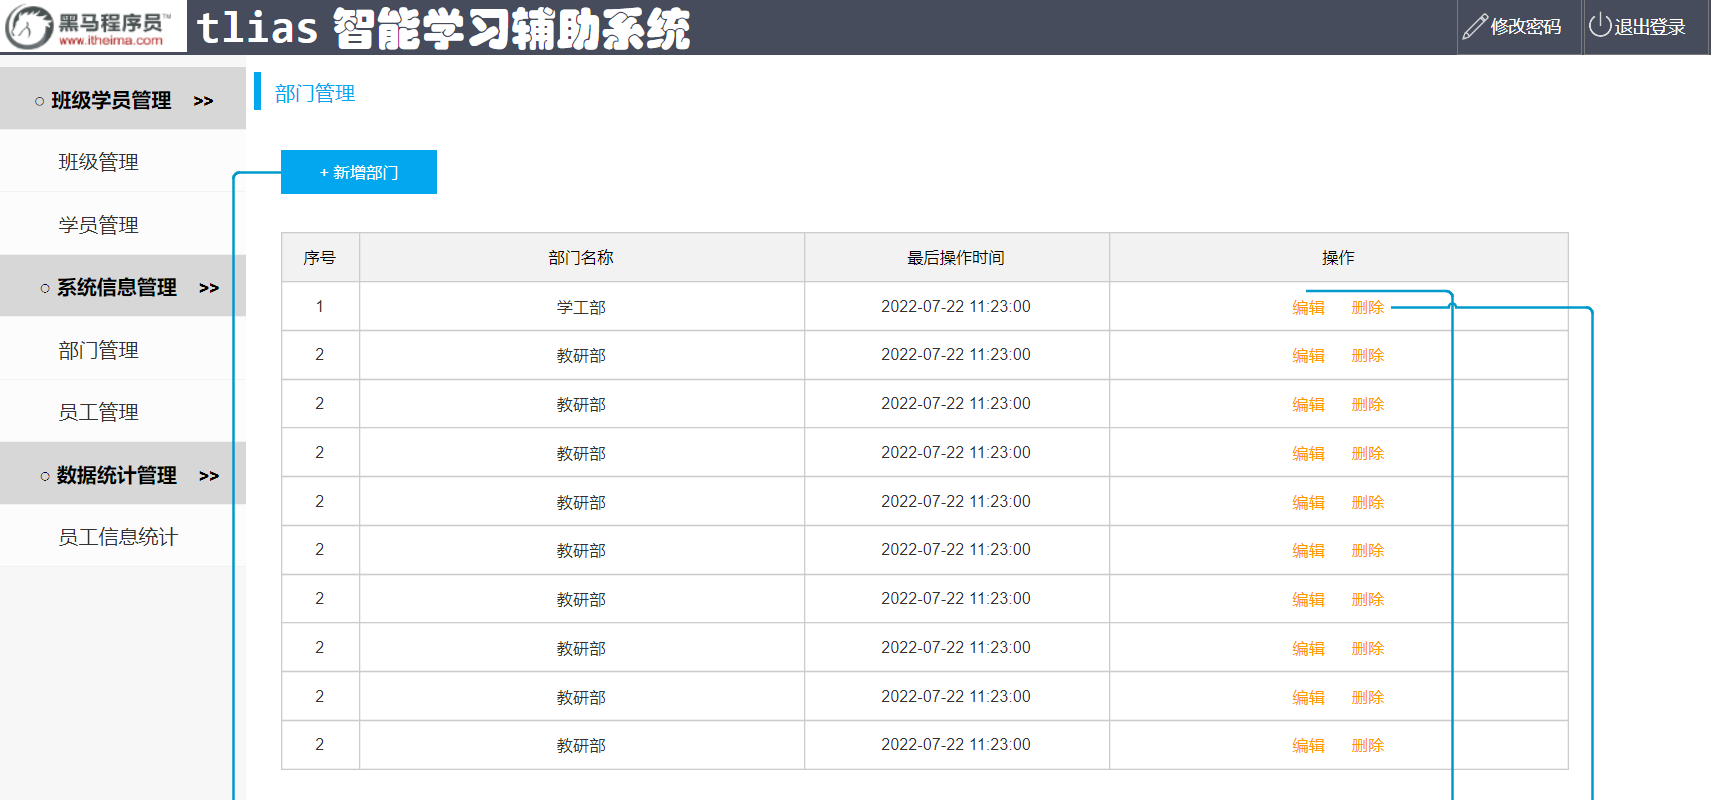 黑马程序员™
www.itheima.com
tlias 智能学习辅助系统
修改密码
退出登录
○ 班级学员管理 >>
班级管理
学员管理
○ 系统信息管理 >>
部门管理
员工管理
○ 数据统计管理 >>
员工信息统计
部门管理
+ 新增部门
序号 部门名称 最后操作时间 操作
1 学工部 2022-07-22 11:23:00 编辑 删除
2 教研部 2022-07-22 11:23:00 编辑 删除
2 教研部 2022-07-22 11:23:00 编辑 删除
2 教研部 2022-07-22 11:23:00 编辑 删除
2 教研部 2022-07-22 11:23:00 编辑 删除
2 教研部 2022-07-22 11:23:00 编辑 删除
2 教研部 2022-07-22 11:23:00 编辑 删除
2 教研部 2022-07-22 11:23:00 编辑 删除
2 教研部 2022-07-22 11:23:00 编辑 删除
2 教研部 2022-07-22 11:23:00 编辑 删除